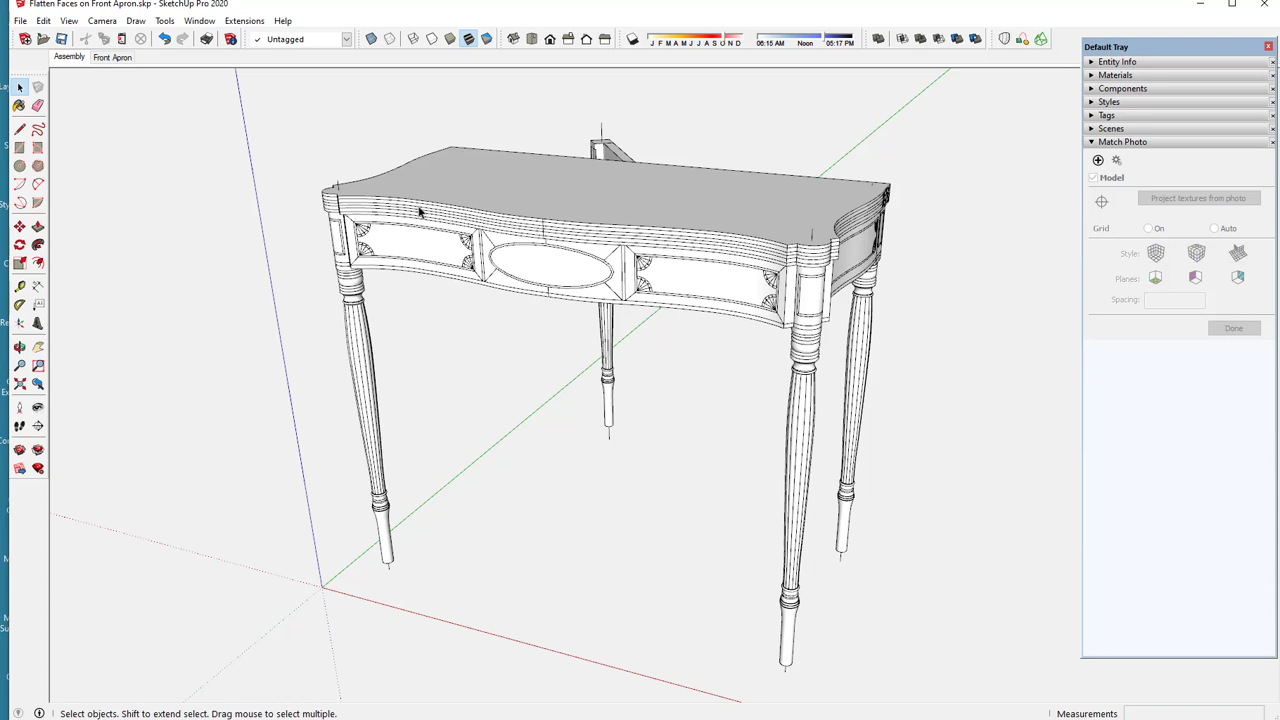 Flatten Faces on Front Apron.skp - SketchUp Pro 2020
File Edit View Camera Draw Tools Window Extensions Help
Untagged
J F M A M J J A S O N D
06:15 AM Noon 05:17 PM
Assembly Front Apron
Default Tray
Entity Info
Materials
Components
Styles
Tags
Scenes
Match Photo
Model
Project textures from photo
Grid On Auto
Style:
Planes:
Spacing:
Done
Select objects. Shift to extend select. Drag mouse to select multiple.
Measurements